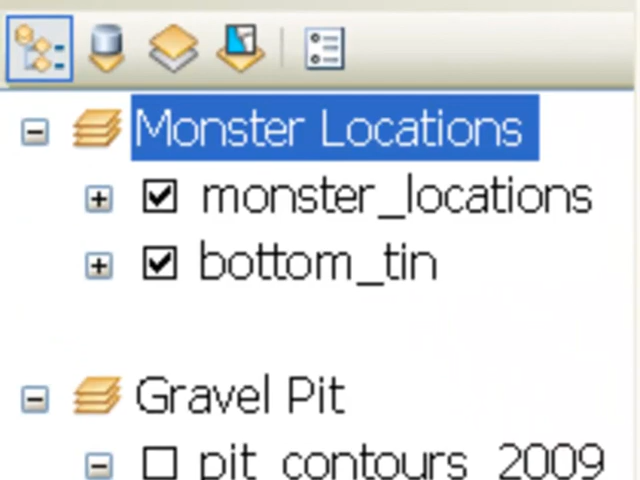 Monster Locations
monster_locations
bottom_tin
Gravel Pit
pit_contours_2009